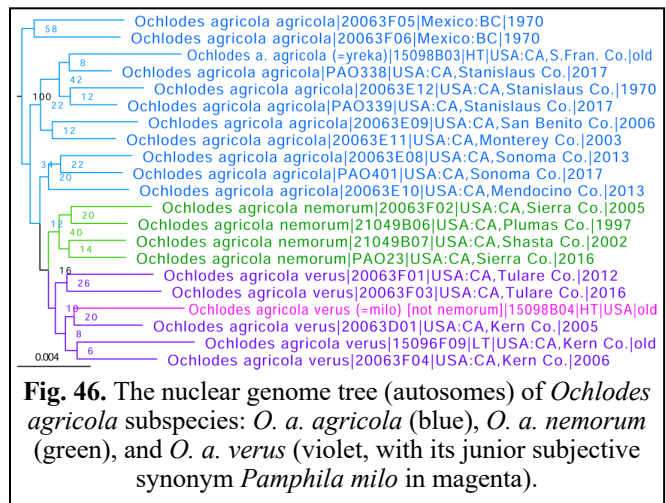 Ochlodes agricola agricola|20063F05|Mexico:BC|1970
58
Ochlodes agricola agricola|20063F06|Mexico:BC|1970
Ochlodes a. agricola (=yreka)|15098B03|HT|USA:CA,S.Fran. Co.|old
8
Ochlodes agricola agricola|PAO338|USA:CA,Stanislaus Co.|2017
42
Ochlodes agricola agricola|20063E12|USA:CA,Stanislaus Co.|1970
100
12
22
Ochlodes agricola agricola|PAO339|USA:CA,Stanislaus Co.|2017
Ochlodes agricola agricola|20063E09|USA:CA,San Benito Co.|2006
12
Ochlodes agricola agricola|20063E11|USA:CA,Monterey Co.|2003
Ochlodes agricola agricola|20063E08|USA:CA,Sonoma Co.|2013
34
22
Ochlodes agricola agricola|PAO401|USA:CA,Sonoma Co.|2017
20
Ochlodes agricola agricola|20063E10|USA:CA,Mendocino Co.|2013
Ochlodes agricola nemorum|20063F02|USA:CA,Sierra Co.|2005
20
12
Ochlodes agricola nemorum|21049B06|USA:CA,Plumas Co.|1997
40
Ochlodes agricola nemorum|21049B07|USA:CA,Shasta Co.|2002
14
Ochlodes agricola nemorum|PAO23|USA:CA,Sierra Co.|2016
16
Ochlodes agricola verus|20063F01|USA:CA,Tulare Co.|2012
26
Ochlodes agricola verus|20063F03|USA:CA,Tulare Co.|2016
Ochlodes agricola verus (=milo) [not nemorum]|15098B04|HT|USA|old
20
Ochlodes agricola verus|20063D01|USA:CA,Kern Co.|2005
8
Ochlodes agricola verus|15096F09|LT|USA:CA,Kern Co.|old
6
0.004
Ochlodes agricola verus|20063F04|USA:CA,Kern Co.|2006
Fig. 46. The nuclear genome tree (autosomes) of Ochlodes
agricola subspecies: O. a. agricola (blue), O. a. nemorum
(green), and O. a. verus (violet, with its junior subjective
synonym Pamphila milo in magenta).